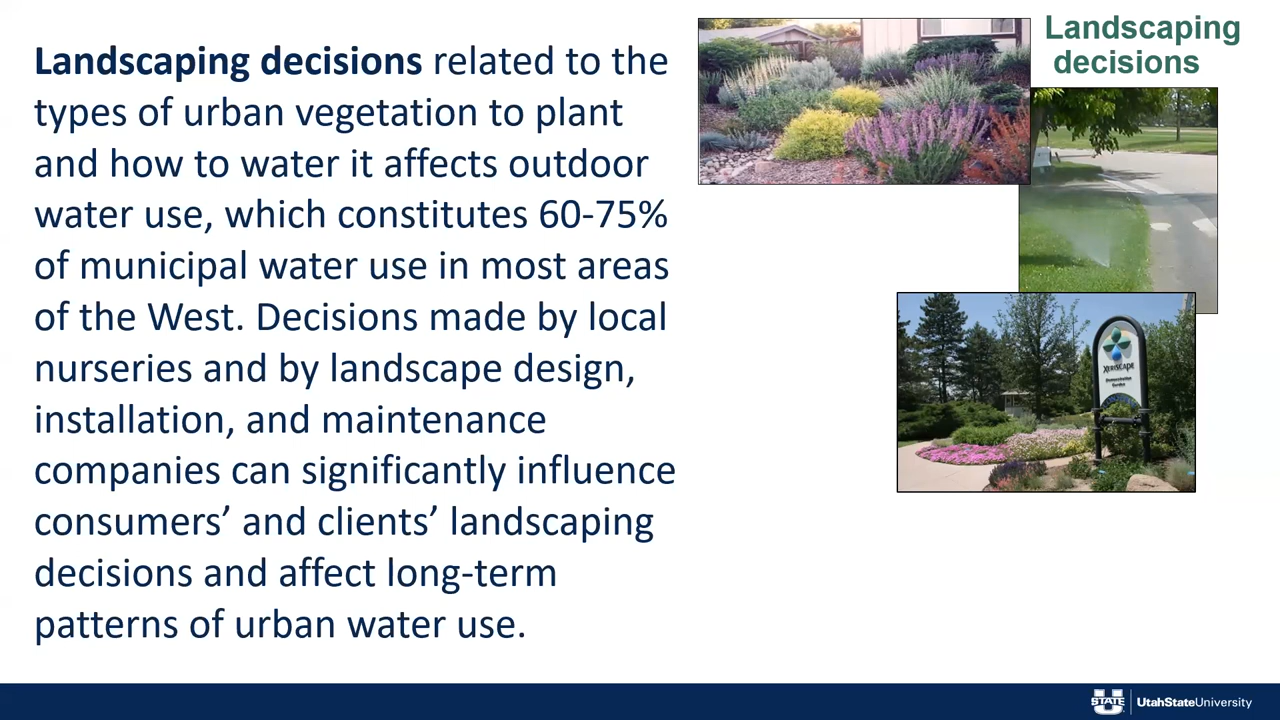 Landscaping decisions related to the
types of urban vegetation to plant
and how to water it affects outdoor
water use, which constitutes 60-75%
of municipal water use in most areas
of the West. Decisions made by local
nurseries and by landscape design,
installation, and maintenance
companies can significantly influence
consumers’ and clients’ landscaping
decisions and affect long-term
patterns of urban water use.
Landscaping
decisions
XERISCAPE
Demonstration
Garden
STATE
UtahStateUniversity